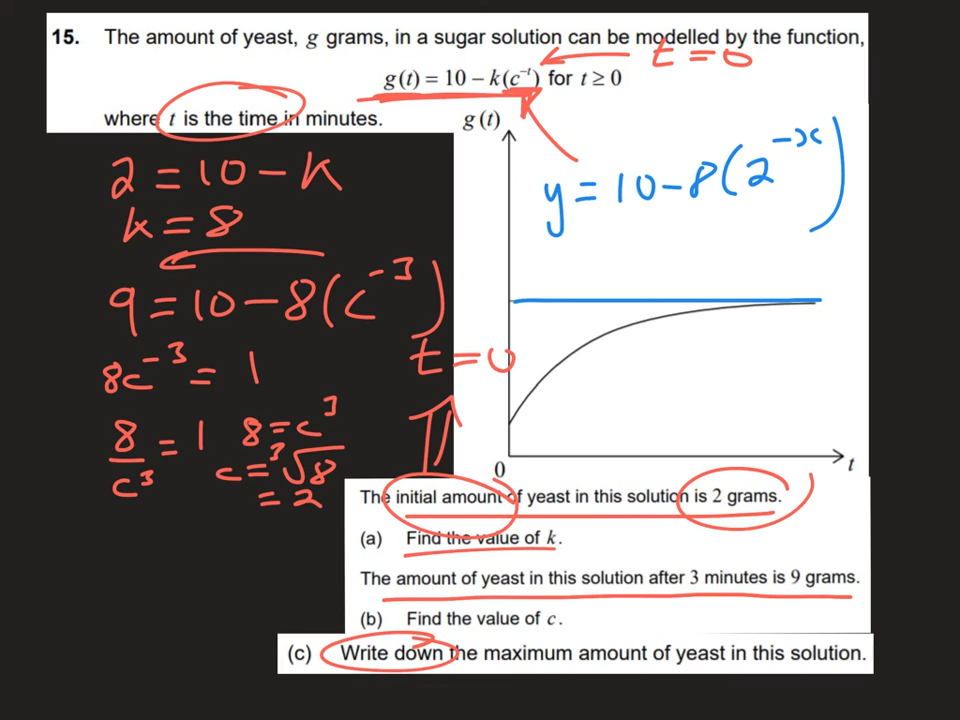 15. The amount of yeast, g grams, in a sugar solution can be modelled by the function,
t = 0
g(t) = 10 − k(c⁻ᵗ) for t ≥ 0
where t is the time in minutes.
g(t)
2 = 10 − k
y = 10 − 8(2⁻ˣ)
k = 8
9 = 10 − 8(c⁻³)
t = 0
8c⁻³ = 1
8/c³ = 1
8 = c³
c = ³√8
= 2
0
t
The initial amount of yeast in this solution is 2 grams.
(a) Find the value of k.
The amount of yeast in this solution after 3 minutes is 9 grams.
(b) Find the value of c.
(c) Write down the maximum amount of yeast in this solution.